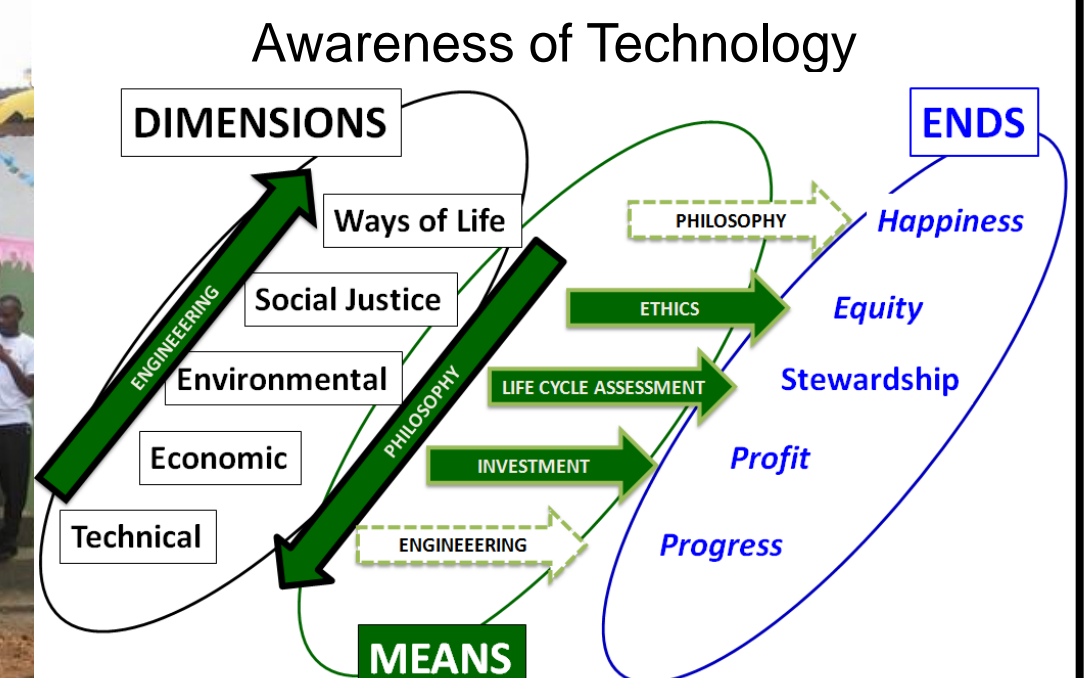 Awareness of Technology
DIMENSIONS
ENDS
Ways of Life
PHILOSOPHY
Happiness
Social Justice
ETHICS
Equity
ENGINEEERING
Environmental
PHILOSOPHY
LIFE CYCLE ASSESSMENT
Stewardship
Economic
INVESTMENT
Profit
Technical
ENGINEEERING
Progress
MEANS